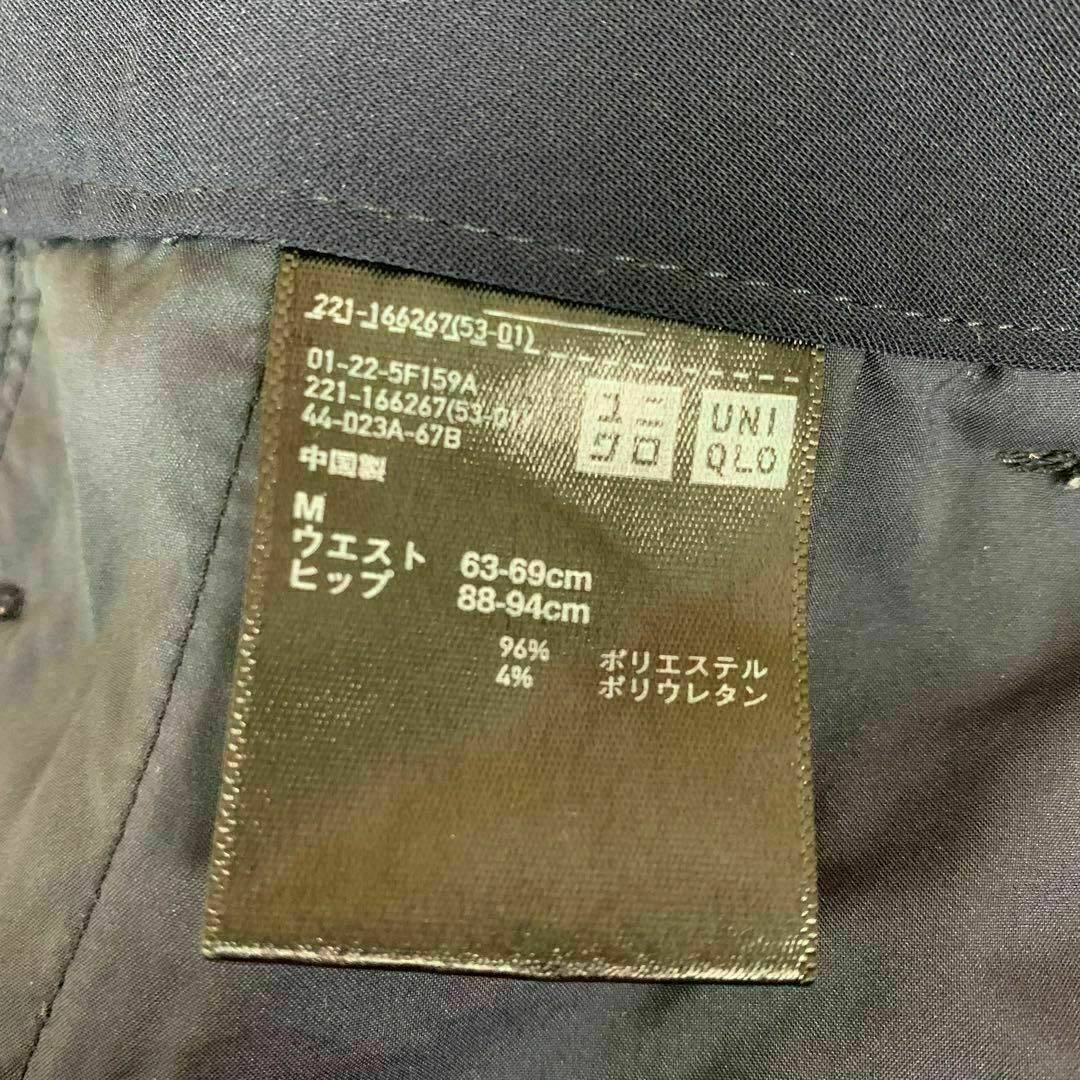 221-166267(53-01)
01-22-5F159A
221-166267(53-01)
44-023A-67B
ユニ
クロ
UNI
QLO
中国製
M
ウエスト 63-69cm
ヒップ 88-94cm
96% ポリエステル
4% ポリウレタン